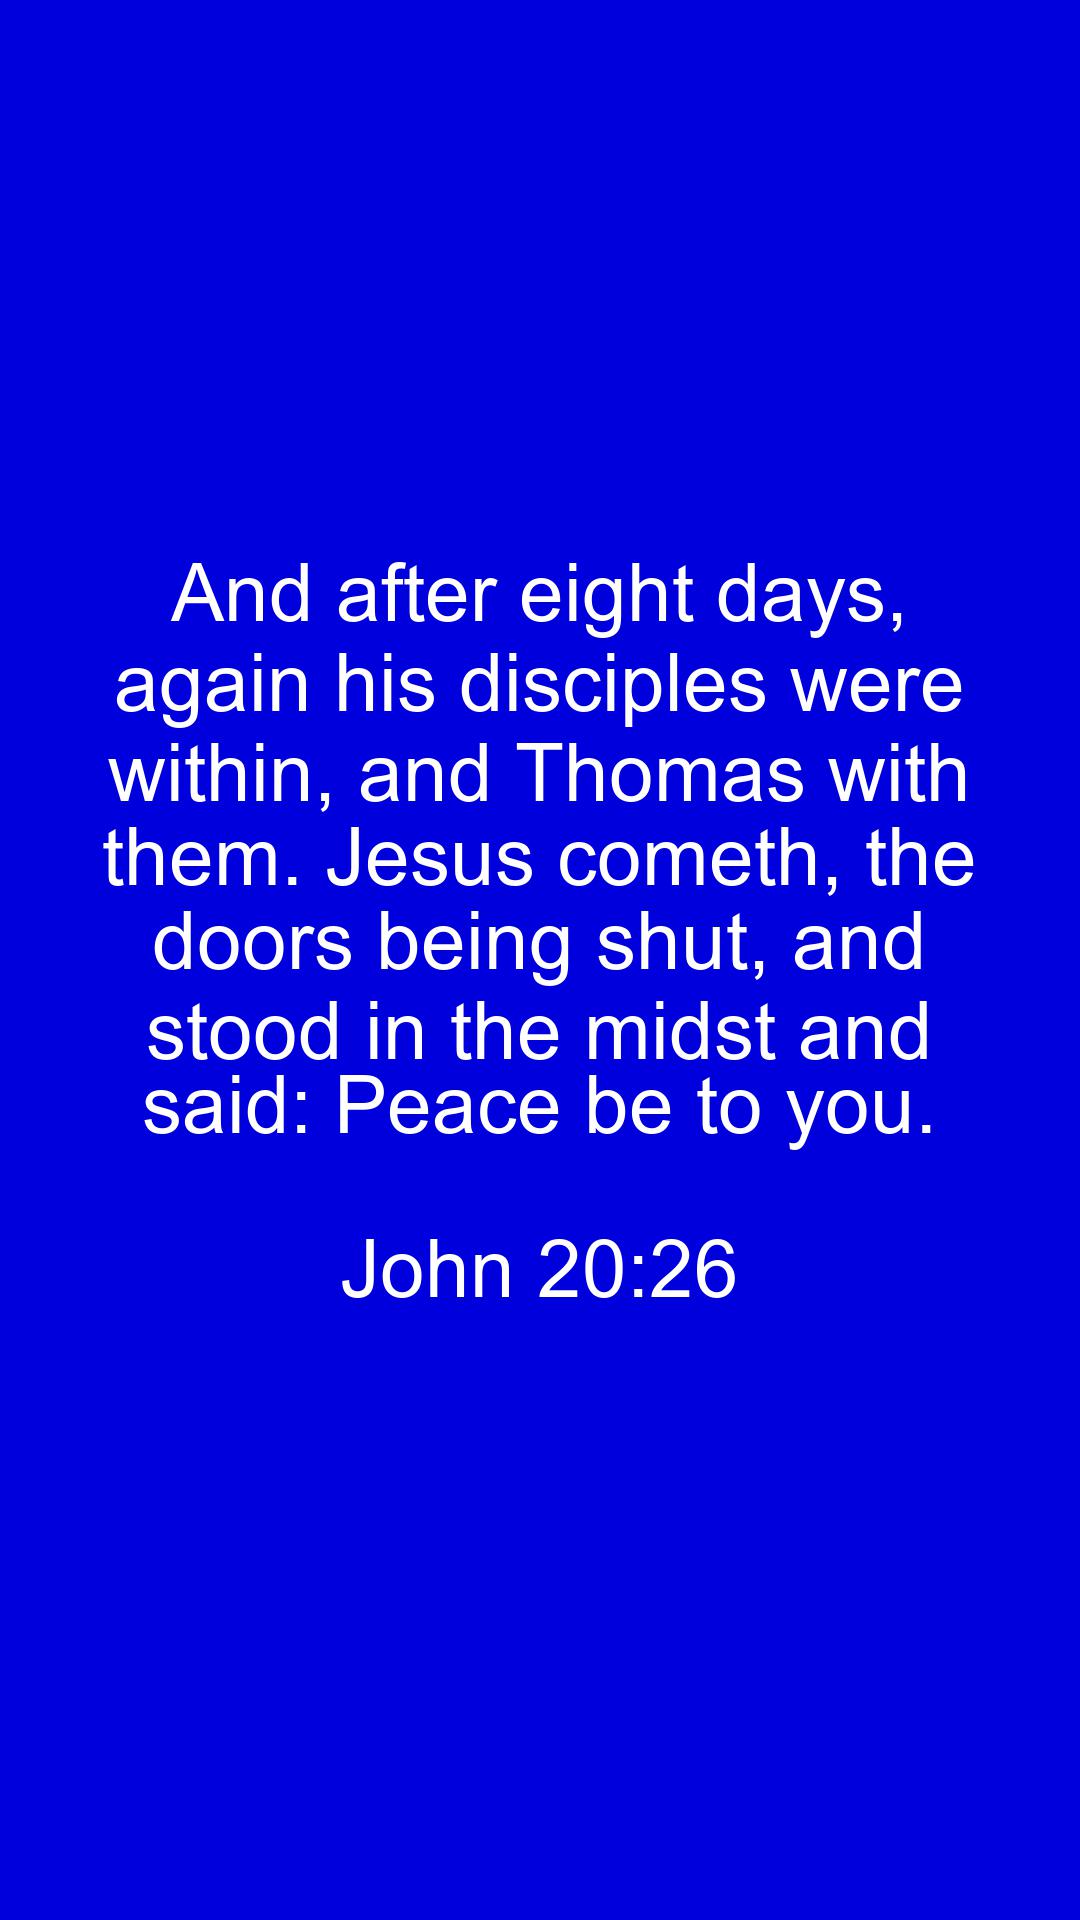 And after eight days,
again his disciples were
within, and Thomas with
them. Jesus cometh, the
doors being shut, and
stood in the midst and
said: Peace be to you.
John 20:26